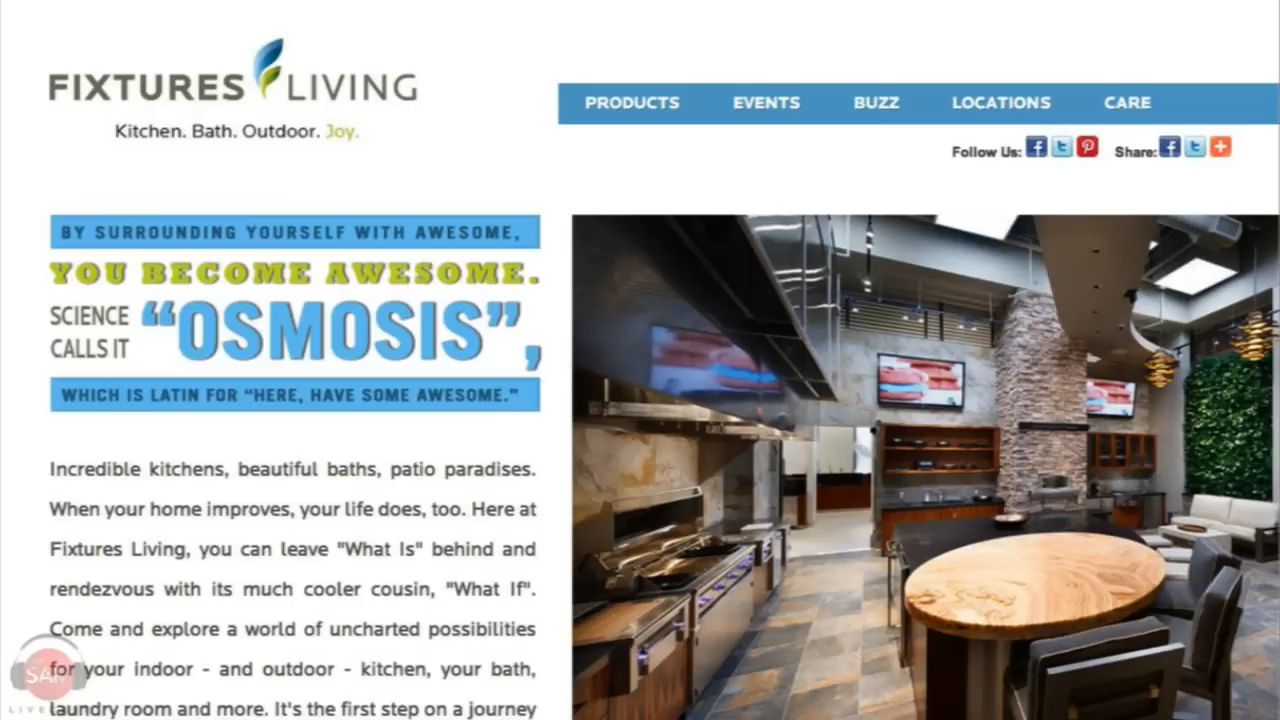 FIXTURES LIVING
Kitchen. Bath. Outdoor. Joy.
PRODUCTS EVENTS BUZZ LOCATIONS CARE
Follow Us: Share:
BY SURROUNDING YOURSELF WITH AWESOME,
YOU BECOME AWESOME.
SCIENCE
CALLS IT
“OSMOSIS”,
WHICH IS LATIN FOR “HERE, HAVE SOME AWESOME.”
Incredible kitchens, beautiful baths, patio paradises.
When your home improves, your life does, too. Here at
Fixtures Living, you can leave "What Is" behind and
rendezvous with its much cooler cousin, "What If".
Come and explore a world of uncharted possibilities
for your indoor - and outdoor - kitchen, your bath,
laundry room and more. It's the first step on a journey